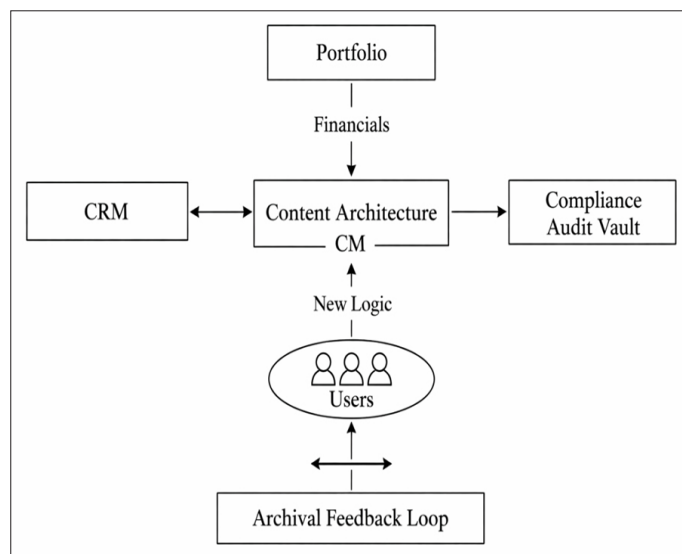 Portfolio
Financials
CRM
Content Architecture
CM
Compliance
Audit Vault
New Logic
Users
Archival Feedback Loop